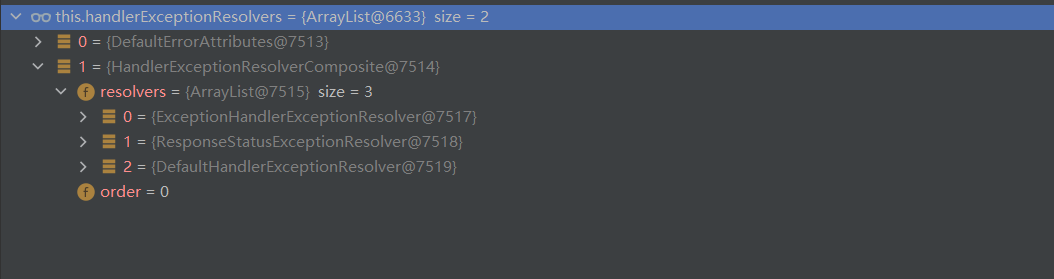 this.handlerExceptionResolvers = {ArrayList@6633} size = 2
0 = {DefaultErrorAttributes@7513}
1 = {HandlerExceptionResolverComposite@7514}
f resolvers = {ArrayList@7515} size = 3
0 = {ExceptionHandlerExceptionResolver@7517}
1 = {ResponseStatusExceptionResolver@7518}
2 = {DefaultHandlerExceptionResolver@7519}
f order = 0